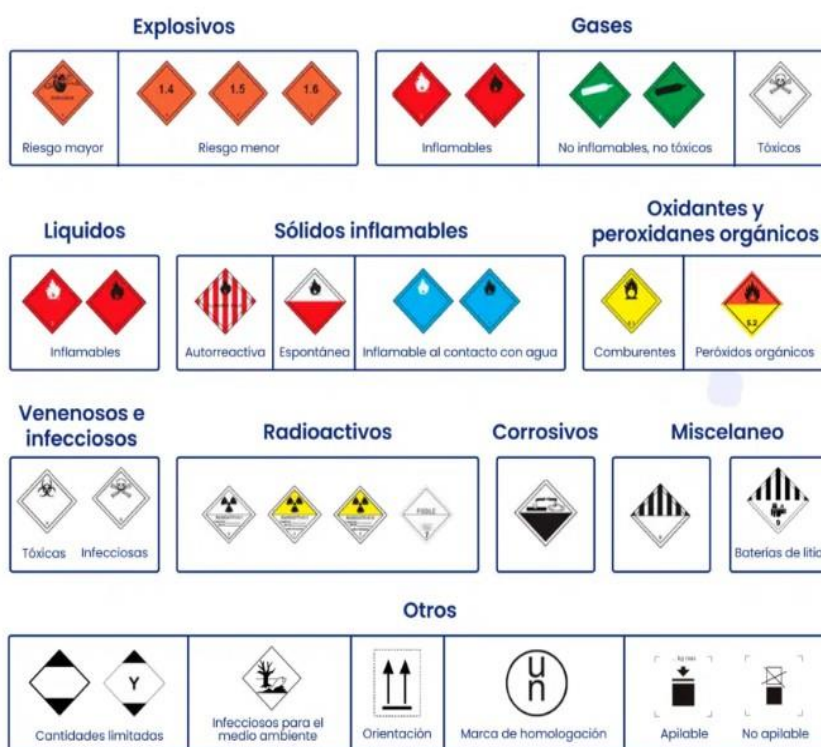 Explosivos
Gases
1.4
1.5
1.6
Riesgo mayor
Riesgo menor
Inflamables
No inflamables, no tóxicos
Tóxicos
Liquidos
Sólidos inflamables
Oxidantes y
peroxidanes orgánicos
5.2
Inflamables
Autorreactiva
Espontánea
Inflamable al contacto con agua
Comburentes
Peróxidos orgánicos
Venenosos e
infecciosos
Radioactivos
Corrosivos
Miscelaneo
7
9
Tóxicas
Infecciosas
Baterías de litio
Otros
Y
un
Cantidades limitadas
Infecciosos para el
medio ambiente
Orientación
Marca de homologación
Apilable
No apilable